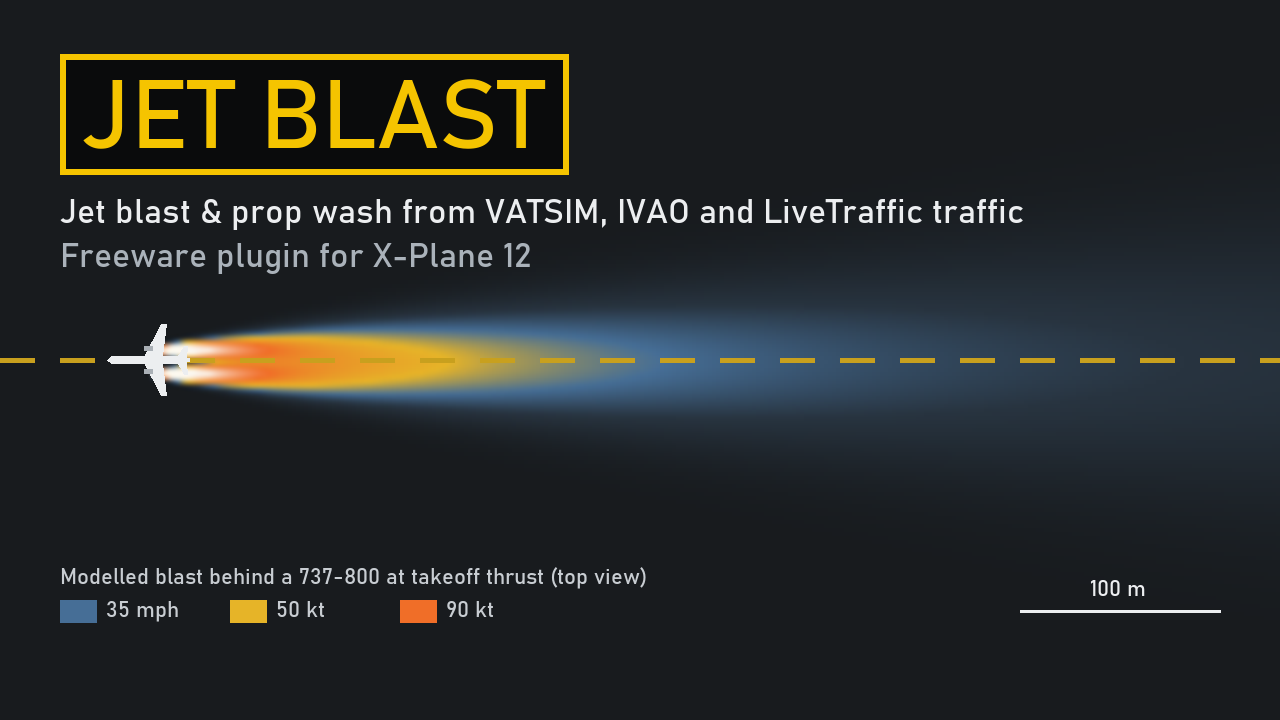 JET BLAST
Jet blast & prop wash from VATSIM, IVAO and LiveTraffic traffic
Freeware plugin for X-Plane 12
Modelled blast behind a 737-800 at takeoff thrust (top view)
35 mph 50 kt 90 kt
100 m